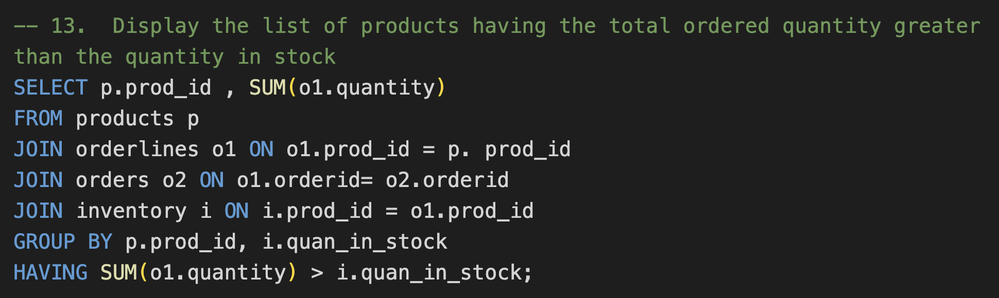 -- 13.  Display the list of products having the total ordered quantity greater
than the quantity in stock
SELECT p.prod_id , SUM(o1.quantity)
FROM products p
JOIN orderlines o1 ON o1.prod_id = p. prod_id
JOIN orders o2 ON o1.orderid= o2.orderid
JOIN inventory i ON i.prod_id = o1.prod_id
GROUP BY p.prod_id, i.quan_in_stock
HAVING SUM(o1.quantity) > i.quan_in_stock;